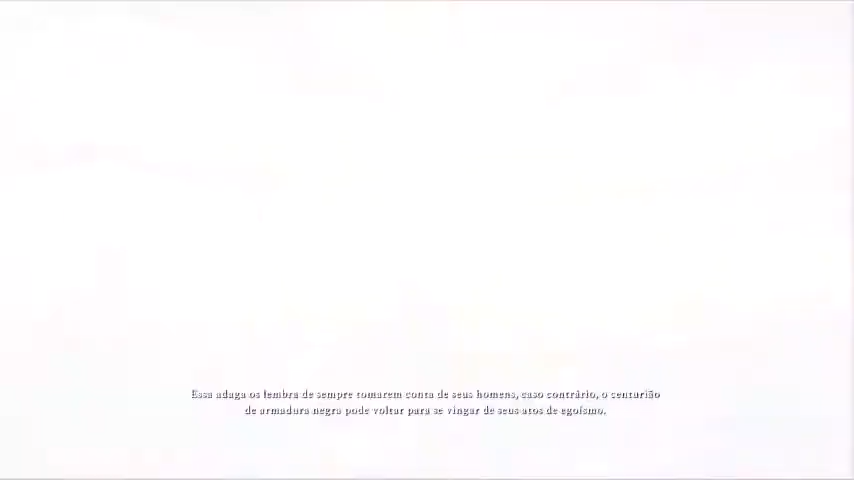 Essa adaga os lembra de sempre tomarem conta de seus homens, caso contrário, o centurião
de armadura negra pode voltar para se vingar de seus atos de egoísmo.